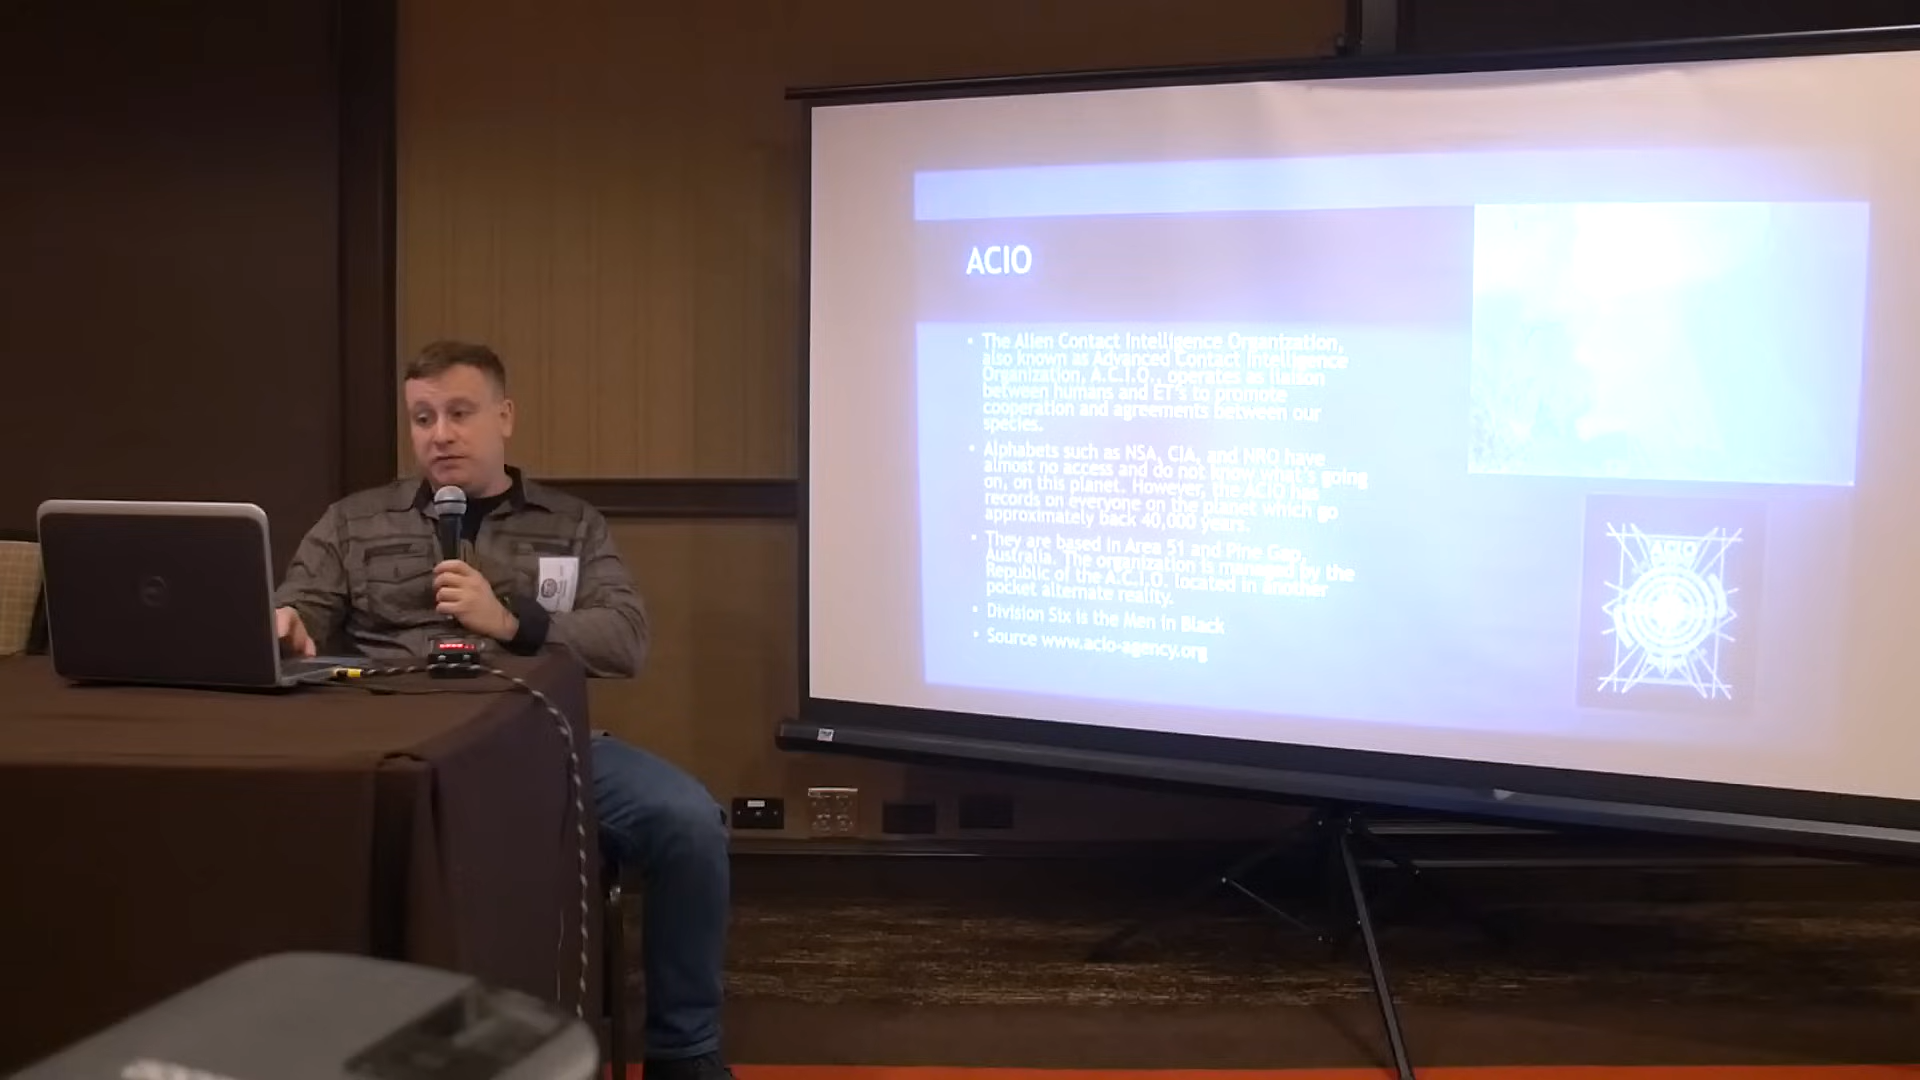 ACIO
• The Alien Contact Intelligence Organization,
also known as Advanced Contact Intelligence
Organization, A.C.I.O., operates as liaison
between humans and ET's to promote
cooperation and agreements between our
species.
• Alphabets such as NSA, CIA, and NRO have
almost no access and do not know what's going
on, on this planet. However, the ACIO has
records on everyone on the planet which go
approximately back 40,000 years.
• They are based in Area 51 and Pine Gap,
Australia. The organization is managed by the
Republic of the A.C.I.O. located in another
pocket alternate reality.
• Division Six is the Men in Black
• Source www.acio-agency.org
ACIO